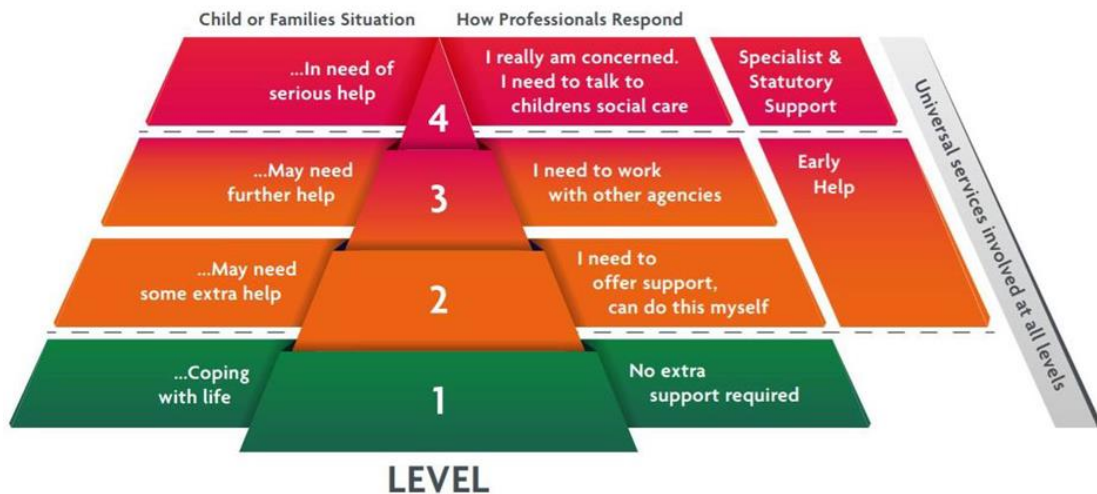 Child or Families Situation
How Professionals Respond
...In need of
serious help
4
I really am concerned.
I need to talk to
childrens social care
Specialist &
Statutory
Support
...May need
further help
3
I need to work
with other agencies
Early
Help
...May need
some extra help
2
I need to
offer support,
can do this myself
...Coping
with life
1
No extra
support required
Universal services involved at all levels
LEVEL